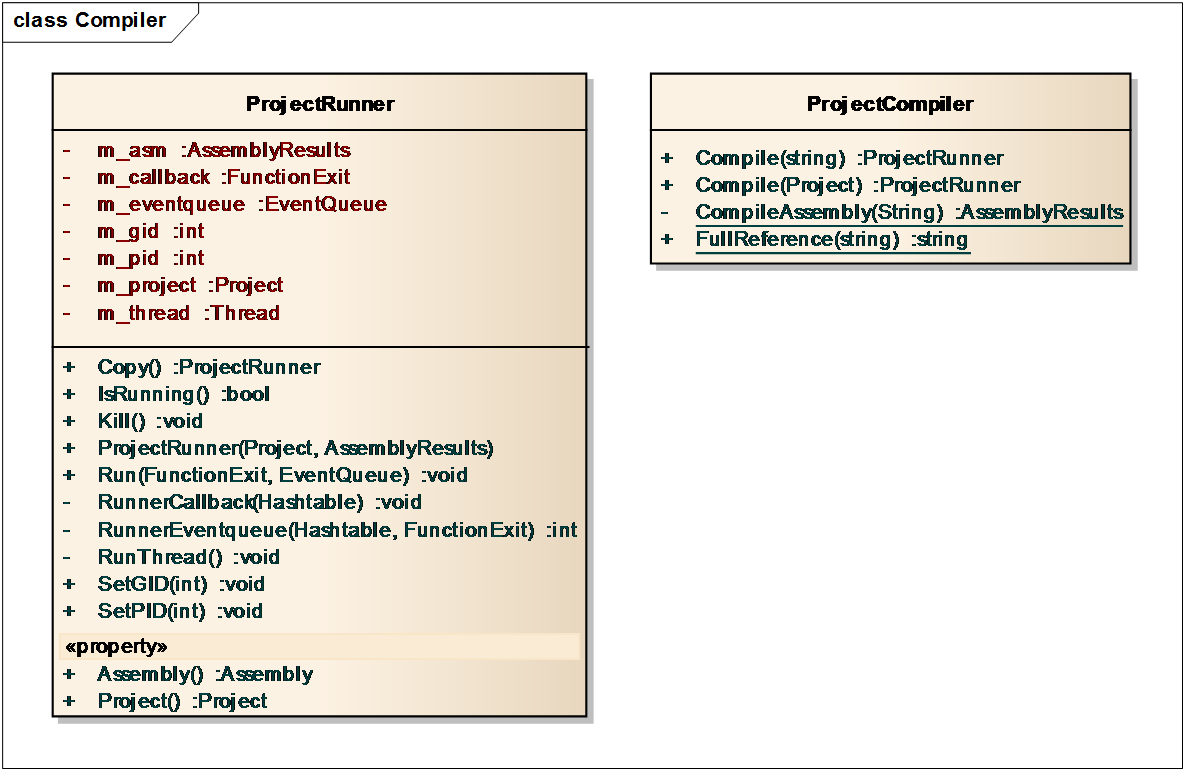 class Compiler
ProjectRunner
- m_asm :AssemblyResults
- m_callback :FunctionExit
- m_eventqueue :EventQueue
- m_gid :int
- m_pid :int
- m_project :Project
- m_thread :Thread
+ Copy() :ProjectRunner
+ IsRunning() :bool
+ Kill() :void
+ ProjectRunner(Project, AssemblyResults)
+ Run(FunctionExit, EventQueue) :void
- RunnerCallback(Hashtable) :void
- RunnerEventqueue(Hashtable, FunctionExit) :int
- RunThread() :void
+ SetGID(int) :void
+ SetPID(int) :void
«property»
+ Assembly() :Assembly
+ Project() :Project
ProjectCompiler
+ Compile(string) :ProjectRunner
+ Compile(Project) :ProjectRunner
- CompileAssembly(String) :AssemblyResults
+ FullReference(string) :string